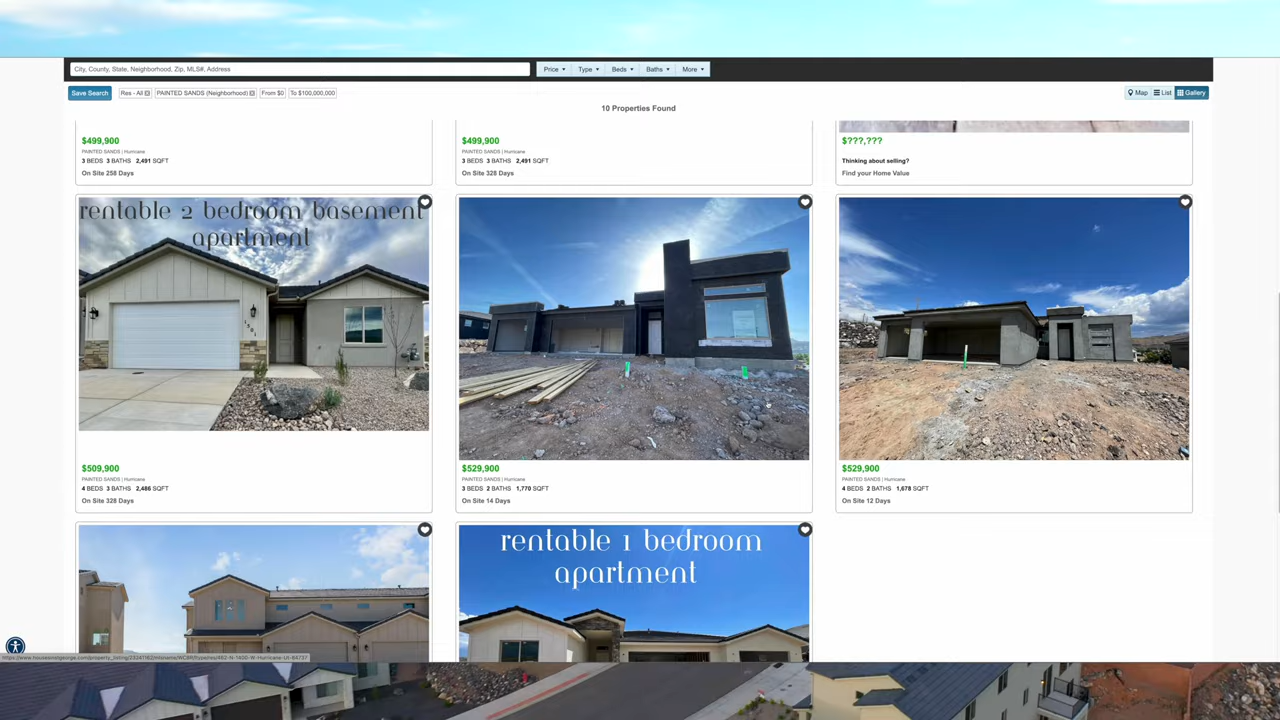 City, County, State, Neighborhood, Zip, MLS#, Address
Price Type Beds Baths More
Save Search Res - All PAINTED SANDS (Neighborhood) From $0 To $100,000,000
Map List Gallery
10 Properties Found
$499,900
PAINTED SANDS | Hurricane
3 BEDS 3 BATHS 2,491 SQFT
On Site 258 Days
$499,900
PAINTED SANDS | Hurricane
3 BEDS 3 BATHS 2,491 SQFT
On Site 328 Days
$???,???
Thinking about selling?
Find your Home Value
rentable 2 bedroom basement
apartment
$509,900
PAINTED SANDS | Hurricane
4 BEDS 3 BATHS 2,486 SQFT
On Site 328 Days
$529,900
PAINTED SANDS | Hurricane
3 BEDS 2 BATHS 1,770 SQFT
On Site 14 Days
$529,900
PAINTED SANDS | Hurricane
4 BEDS 2 BATHS 1,678 SQFT
On Site 12 Days
rentable 1 bedroom
apartment